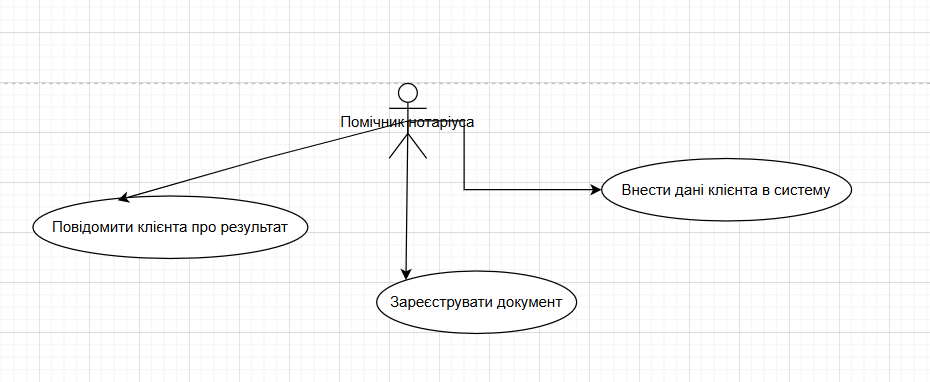 Помічник нотаріуса
Внести дані клієнта в систему
Повідомити клієнта про результат
Зареєструвати документ